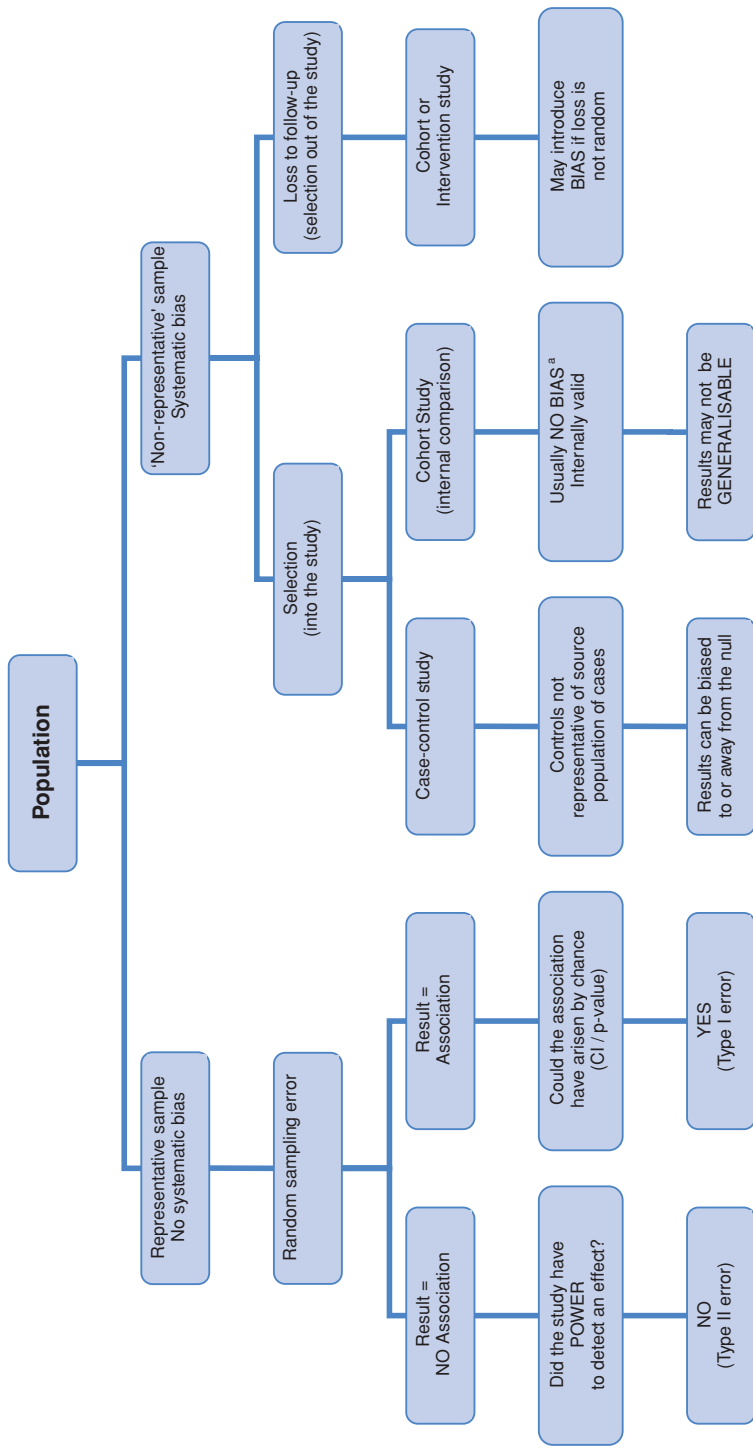 Population
Representative sample
No systematic bias
'Non-representative' sample
Systematic bias
Random sampling error
Selection
(into the study)
Loss to follow-up
(selection out of the study)
Result =
NO Association
Result =
Association
Case-control study
Cohort Study
(internal comparison)
Cohort or
Intervention study
Did the study have
POWER
to detect an effect?
Could the association
have arisen by chance
(CI / p-value)
Controls not
representative of source
population of cases
Usually NO BIAS a
Internally valid
May introduce
BIAS if loss is
not random
NO
(Type II error)
YES
(Type I error)
Results can be biased
to or away from the null
Results may not be
GENERALISABLE